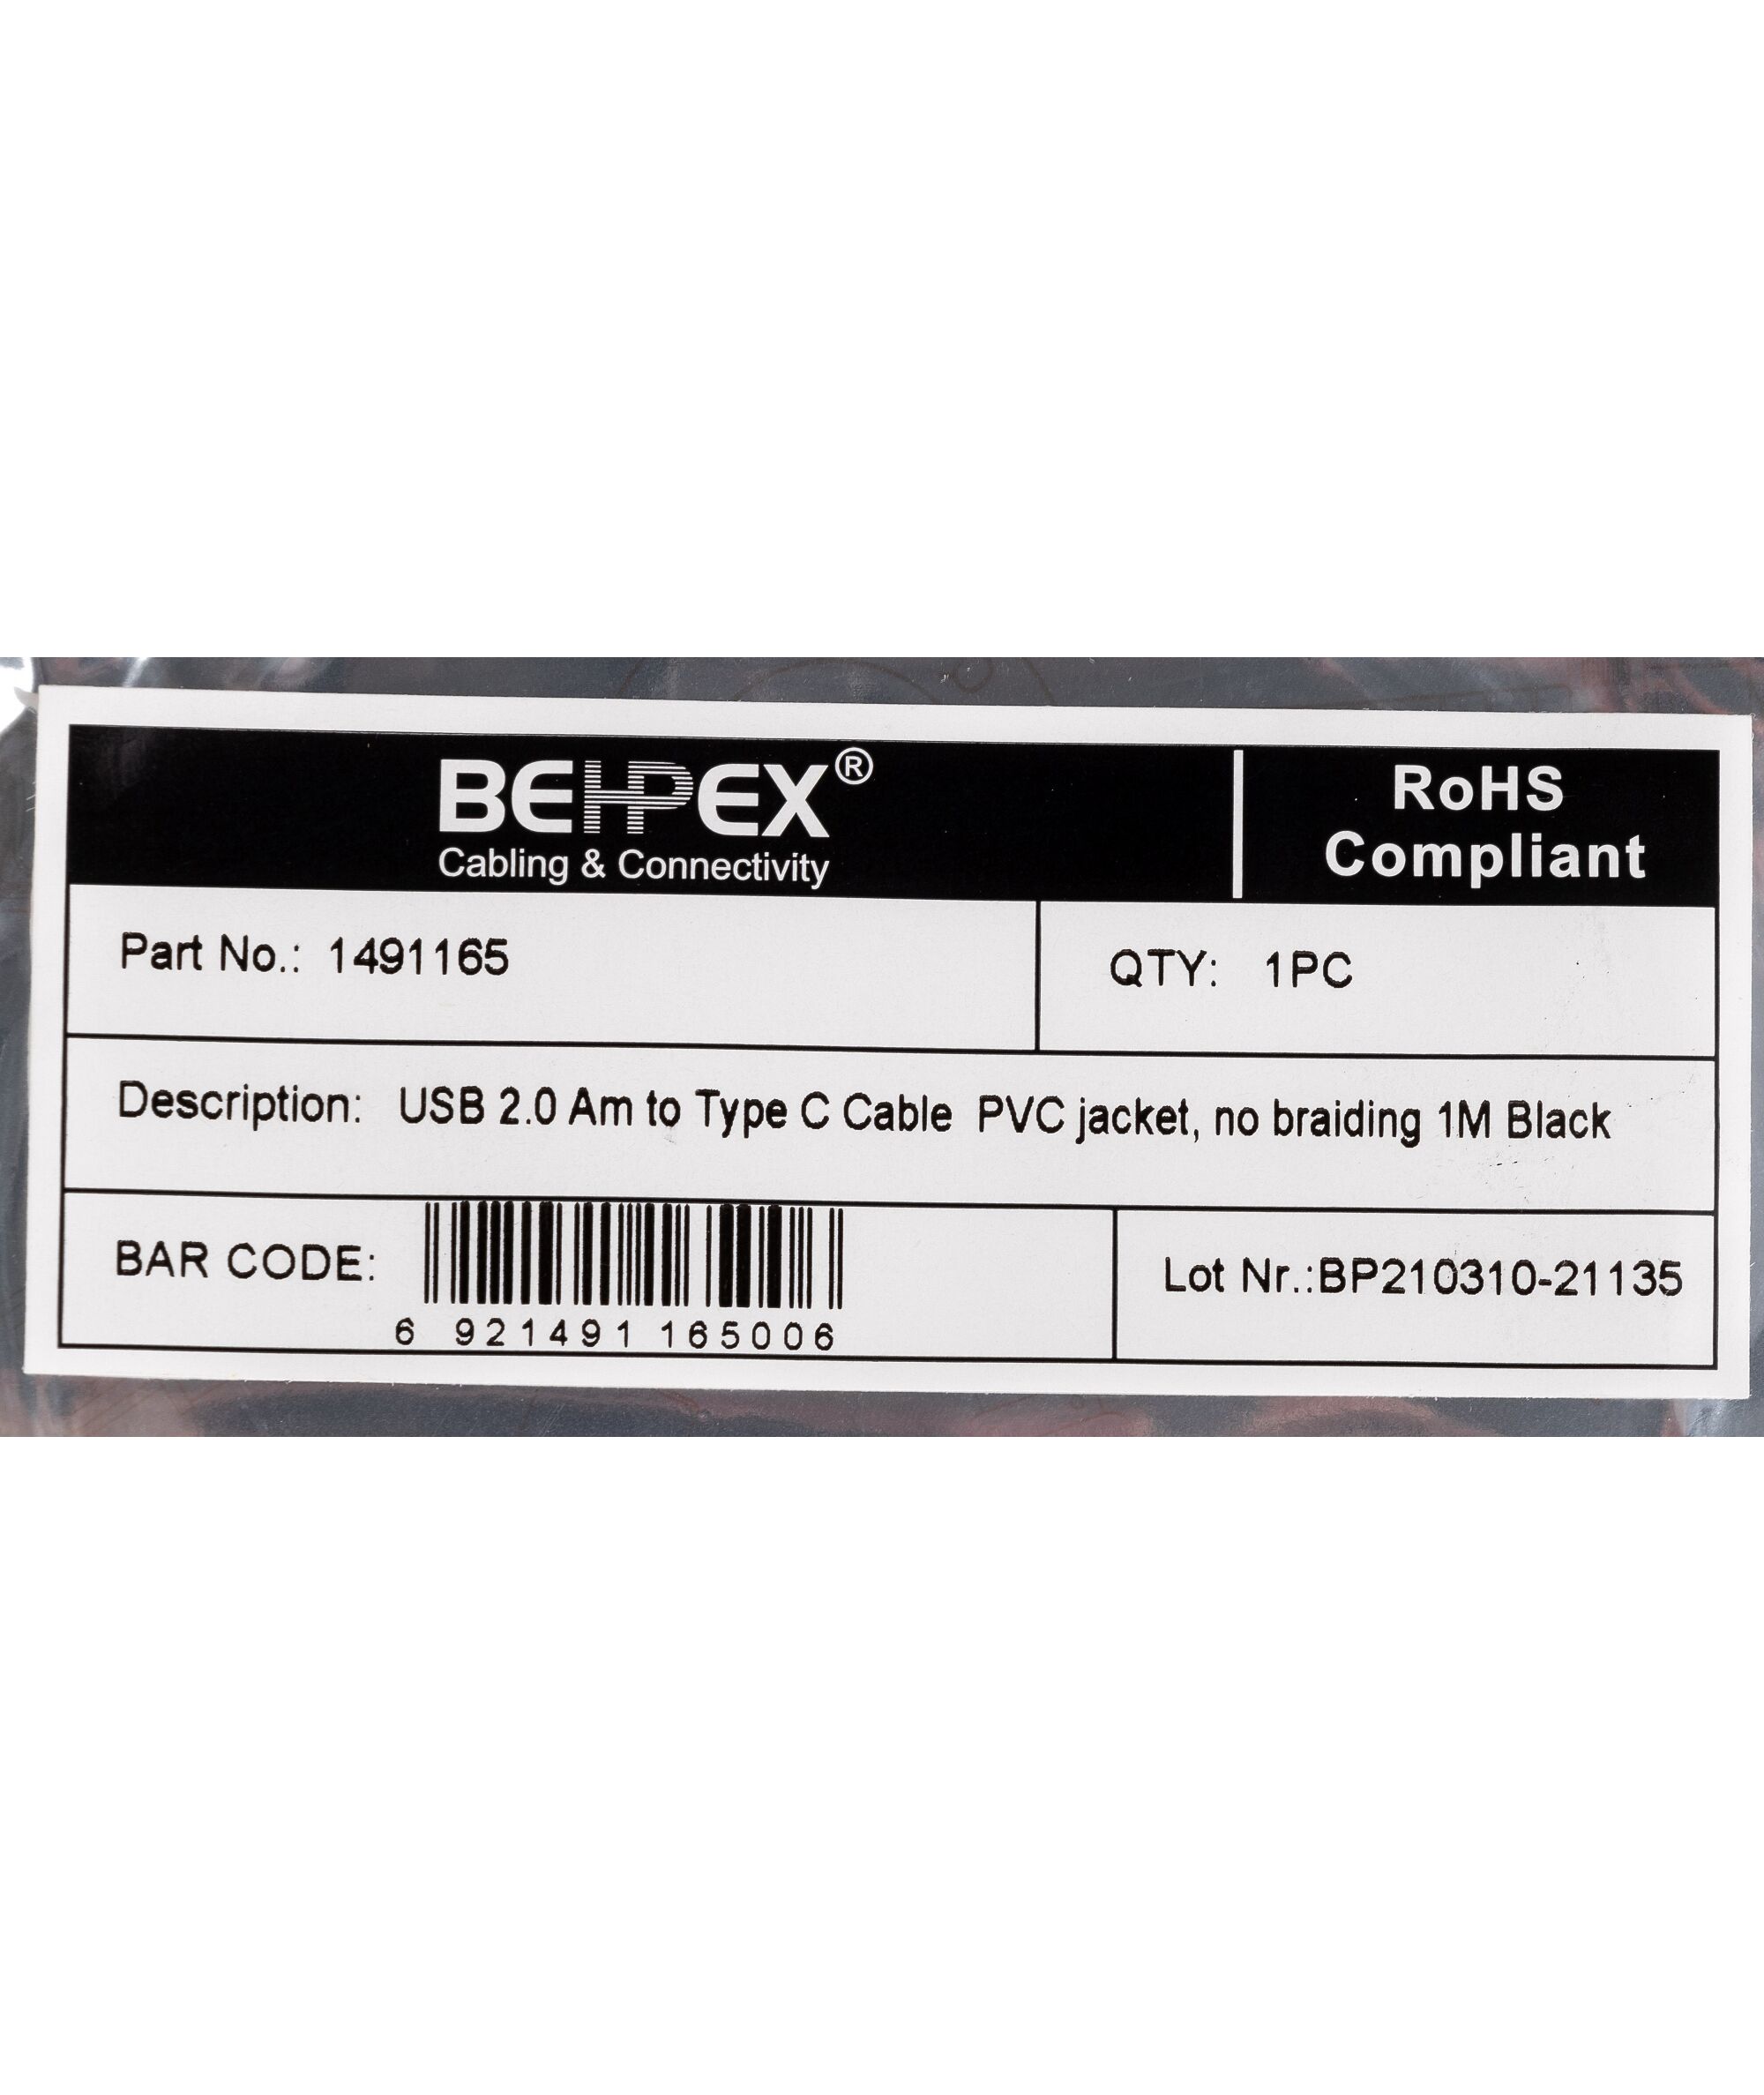 BEHPEX®
Cabling & Connectivity
RoHS
Compliant
Part No.: 1491165
QTY: 1PC
Description: USB 2.0 Am to Type C Cable PVC jacket, no braiding 1M Black
BAR CODE:
6 921491 165006
Lot Nr.:BP210310-21135